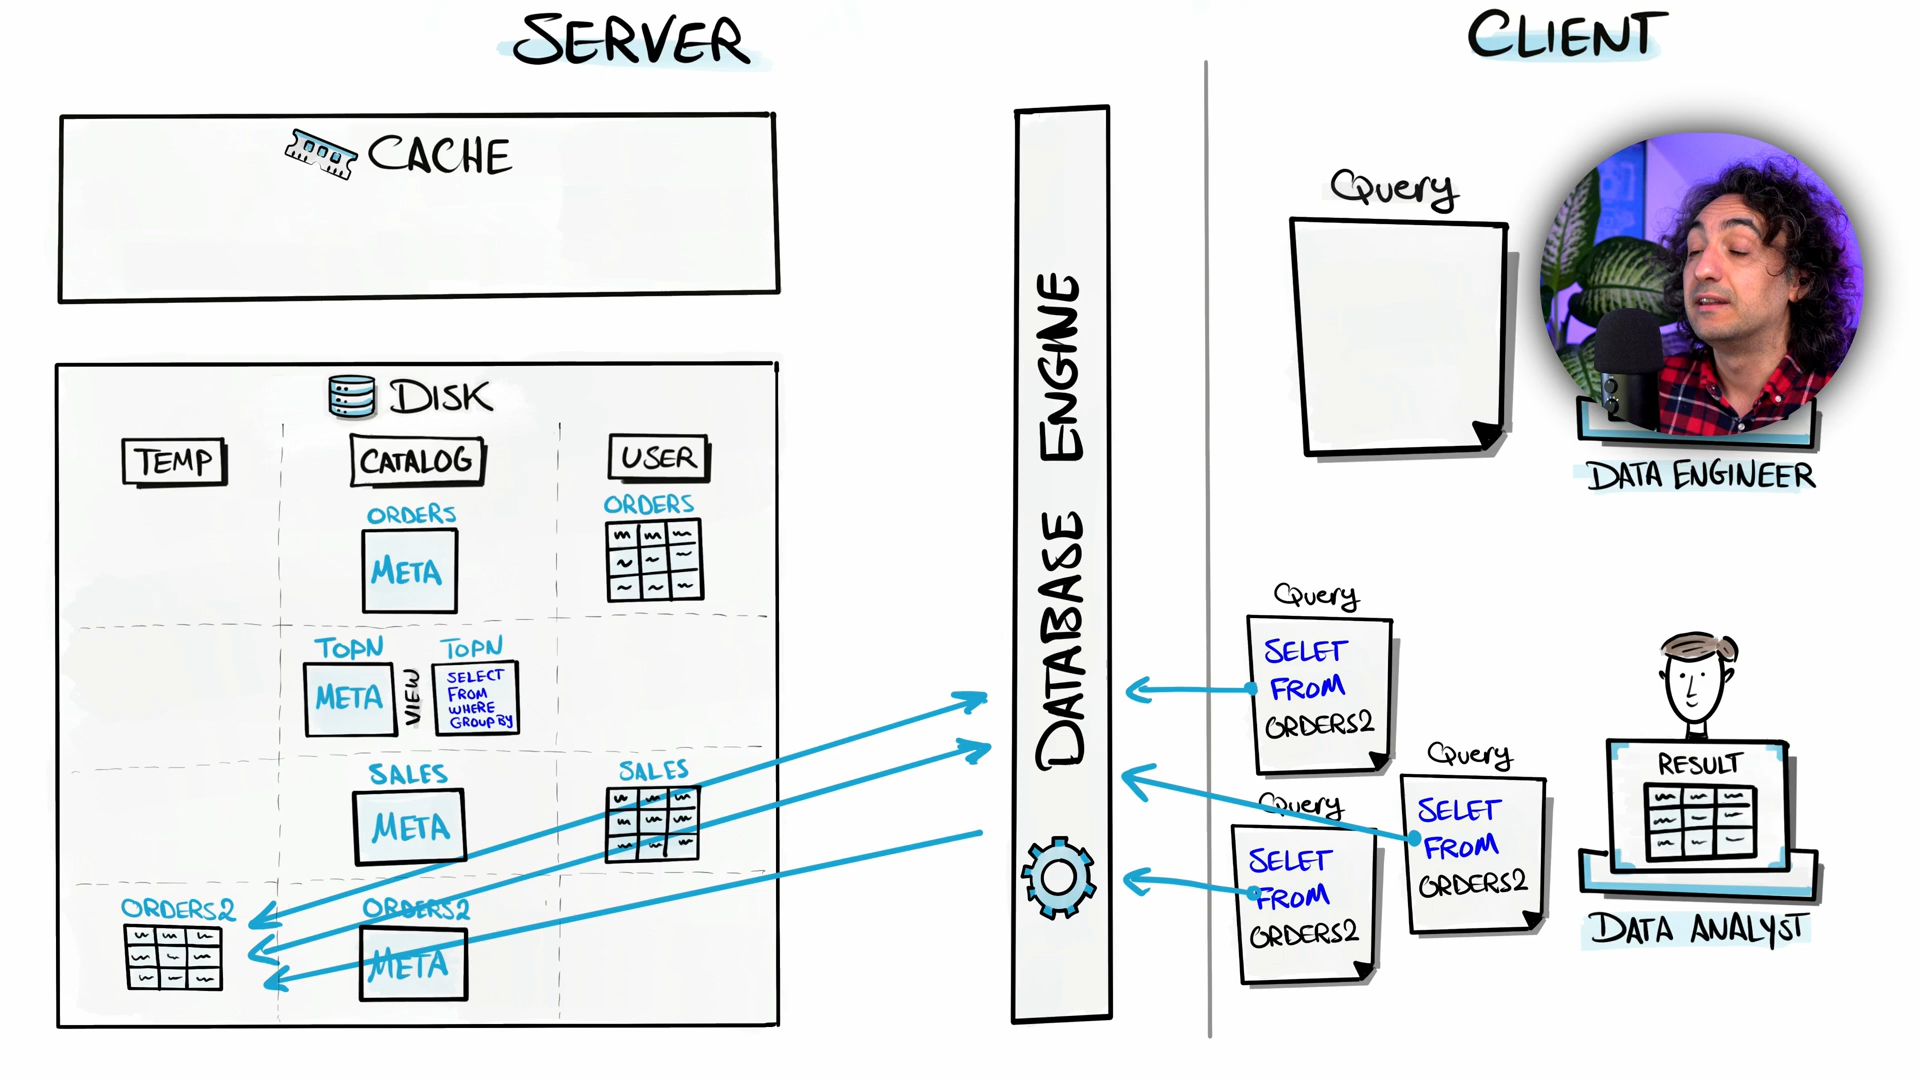 SERVER
CLIENT
CACHE
Query
DISK
TEMP
CATALOG
USER
ORDERS
META
ORDERS
TOPN
META
VIEW
TOPN
SELECT
FROM
WHERE
GROUP BY
SALES
META
SALES
ORDERS2
ORDERS2
META
DATABASE ENGINE
DATA ENGINEER
Query
SELET
FROM
ORDERS2
Query
SELET
FROM
ORDERS2
Query
SELET
FROM
ORDERS2
RESULT
DATA ANALYST